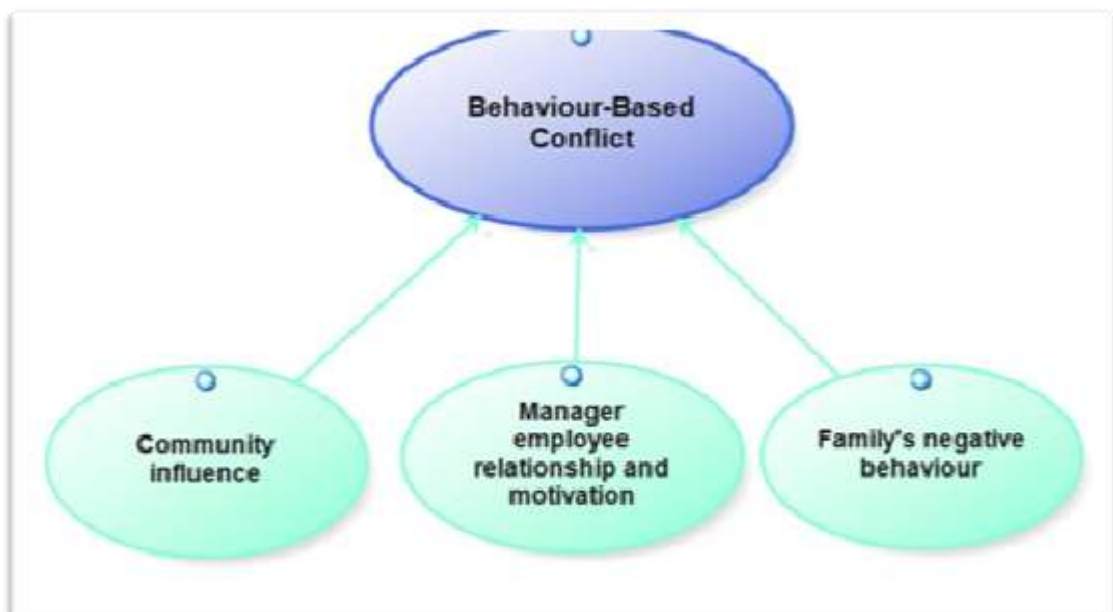 Behaviour-Based
Conflict
Community
influence
Manager
employee
relationship and
motivation
Family's negative
behaviour